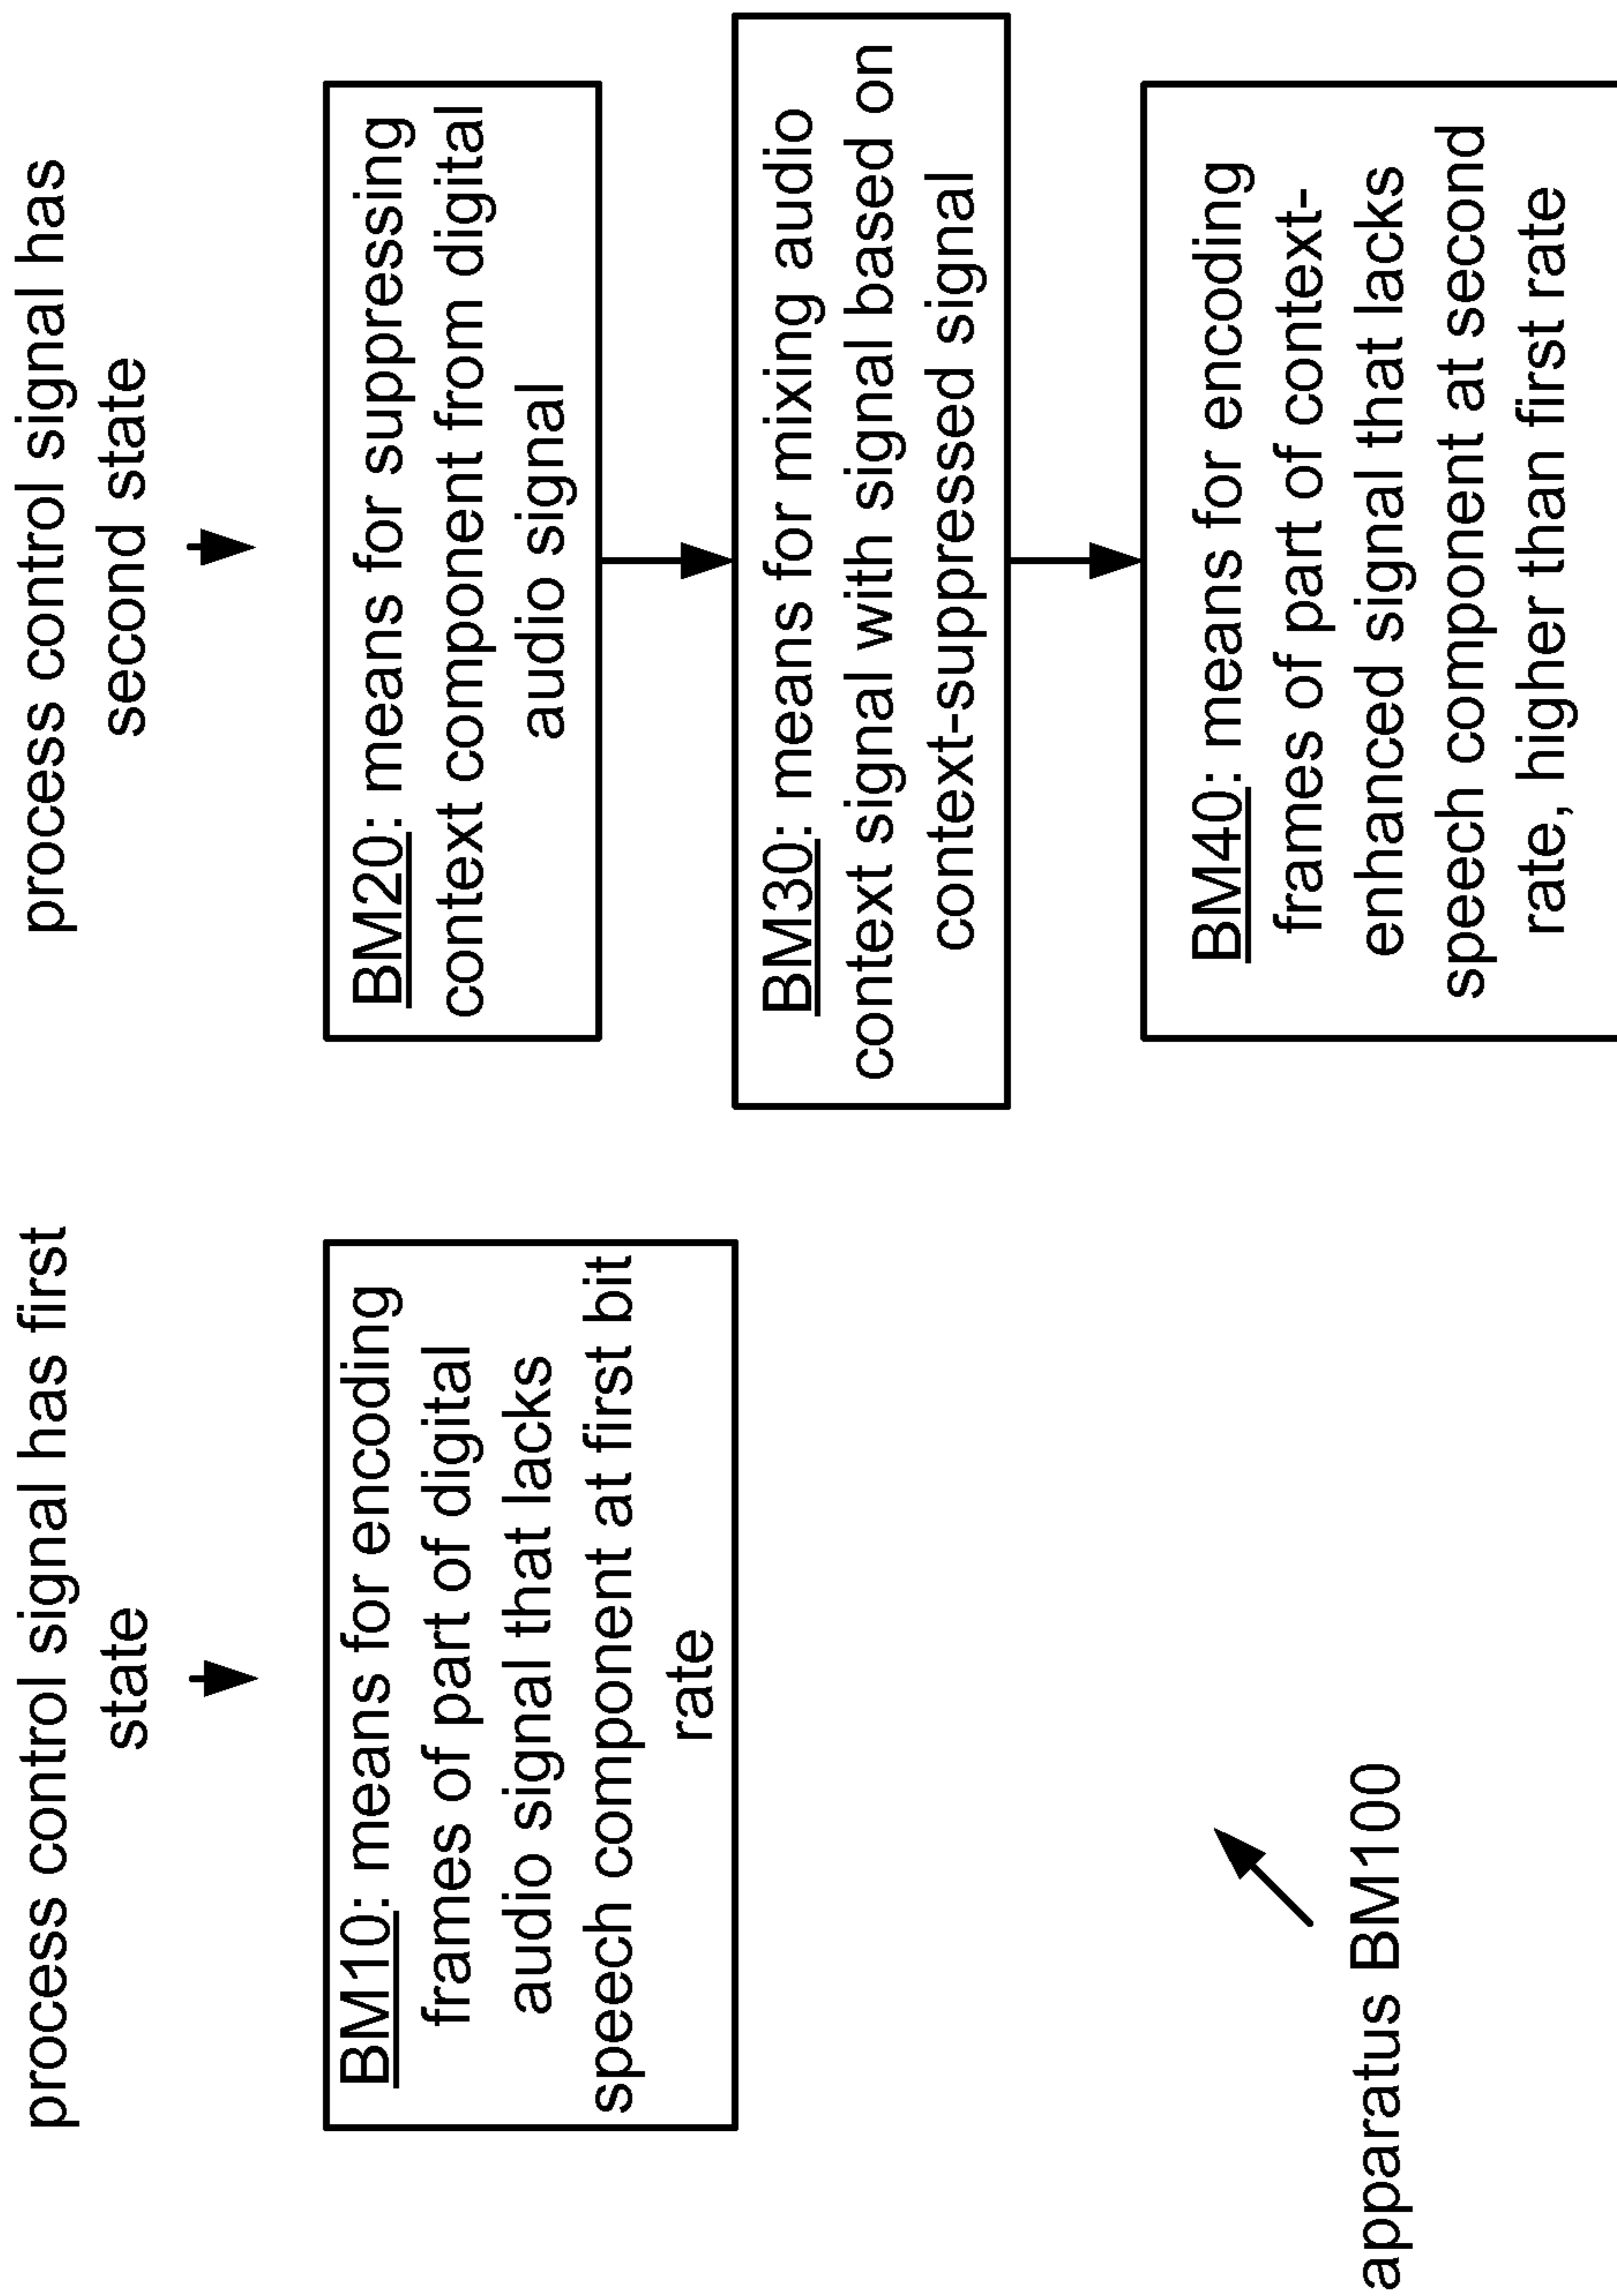 process control signal has first
state
BM10: means for encoding
frames of part of digital
audio signal that lacks
speech component at first bit
rate
process control signal has
second state
BM20: means for suppressing
context component from digital
audio signal
BM30: means for mixing audio
context signal with signal based on
context-suppressed signal
BM40: means for encoding
frames of part of context-
enhanced signal that lacks
speech component at second
rate, higher than first rate
apparatus BM100